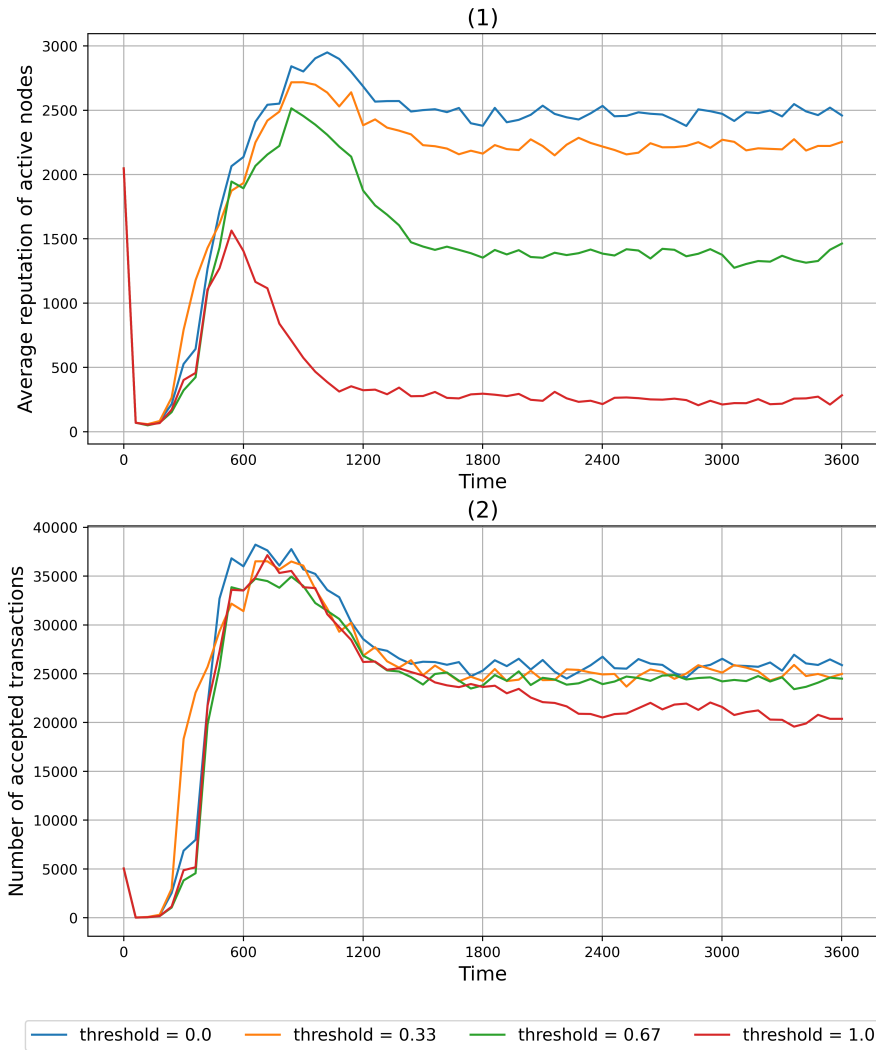 (1)
Average reputation of active nodes
3000
2500
2000
1500
1000
500
0
0 600 1200 1800 2400 3000 3600
Time
(2)
Number of accepted transactions
40000
35000
30000
25000
20000
15000
10000
5000
0
0 600 1200 1800 2400 3000 3600
Time
threshold = 0.0 threshold = 0.33 threshold = 0.67 threshold = 1.0